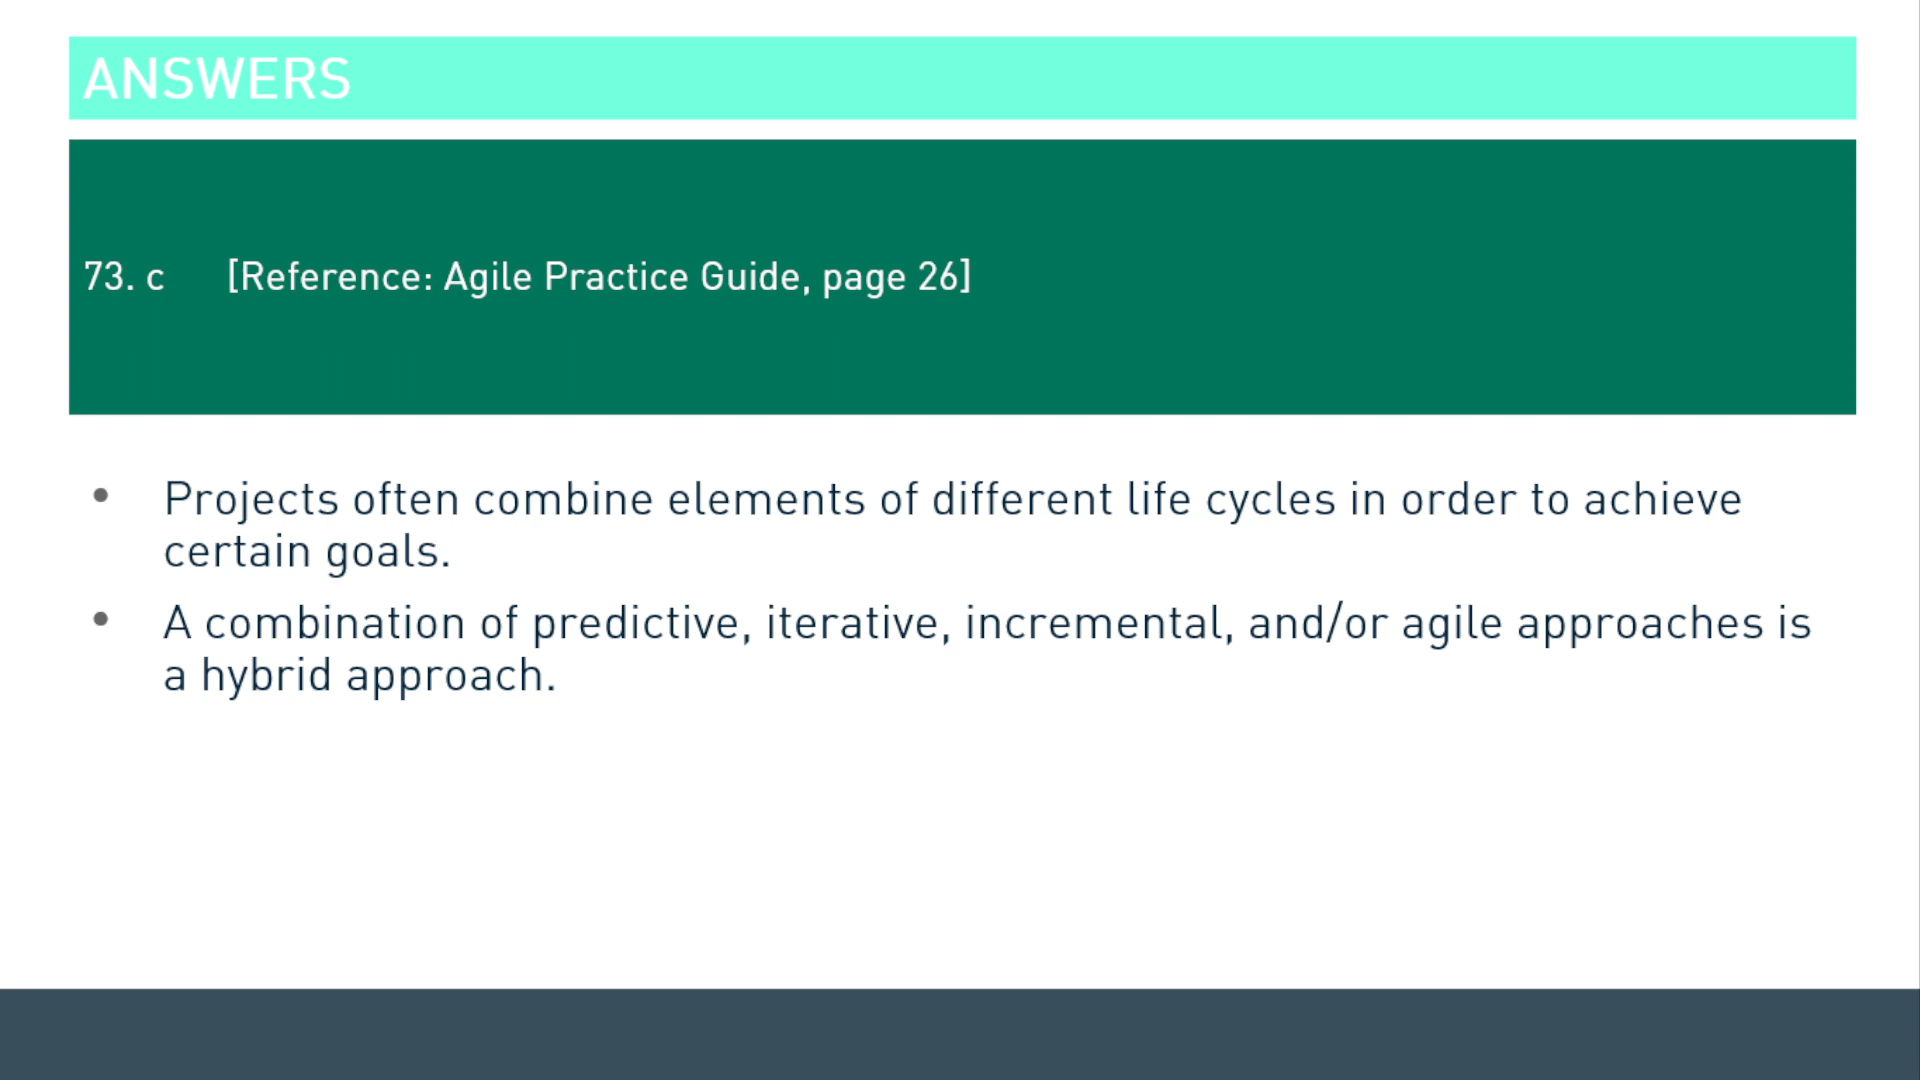 ANSWERS
73. c [Reference: Agile Practice Guide, page 26]
• Projects often combine elements of different life cycles in order to achieve
certain goals.
• A combination of predictive, iterative, incremental, and/or agile approaches is
a hybrid approach.